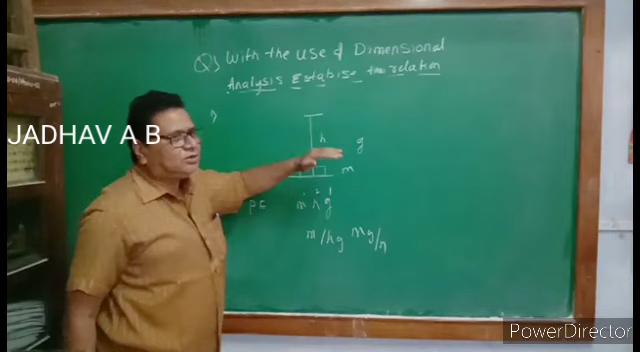 Q) With the use of Dimensional
Analysis Establise the relation
JADHAV A B
h
g
m
P E m h g
m/hg mg/h
PowerDirector